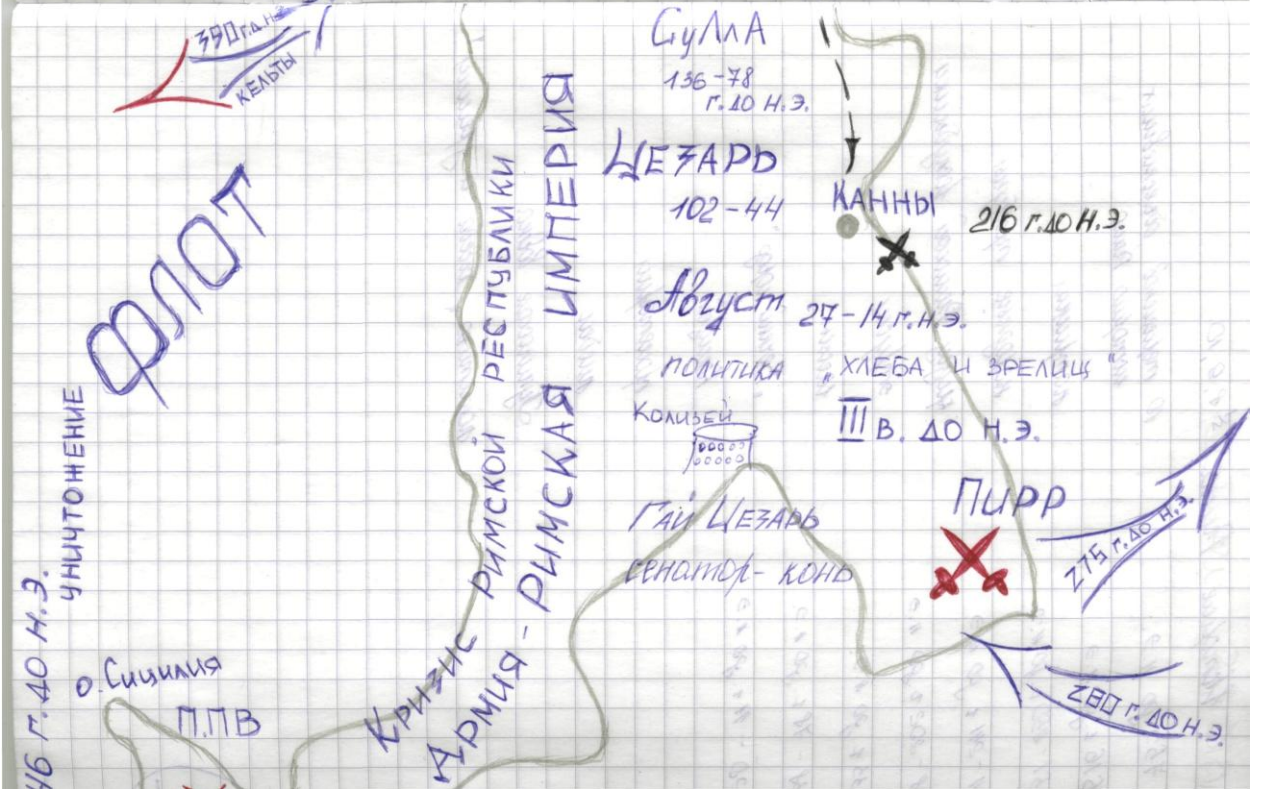 390 г.д.н.э.
КЕЛЬТЫ
ФЛОТ
УНИЧТОЖЕНИЕ
46 Г. ДО Н.Э.
о. Сицилия
П.ПВ
КРИЗИС РИМСКОЙ РЕСПУБЛИКИ
АРМИЯ - РИМСКАЯ ИМПЕРИЯ
СУЛЛА
136-78
Г. ДО Н.Э.
ЦЕЗАРЬ
102-44
КАННЫ
216 Г. ДО Н.Э.
Август 27-14 г. н.э.
ПОЛИТИКА „ХЛЕБА И ЗРЕЛИЩ"
КОЛИЗЕЙ
III В. ДО Н.Э.
ПИРР
ГАЙ ЦЕЗАРЬ
сенатор- конь
275 Г. ДО Н.Э.
280 Г. ДО Н.Э.